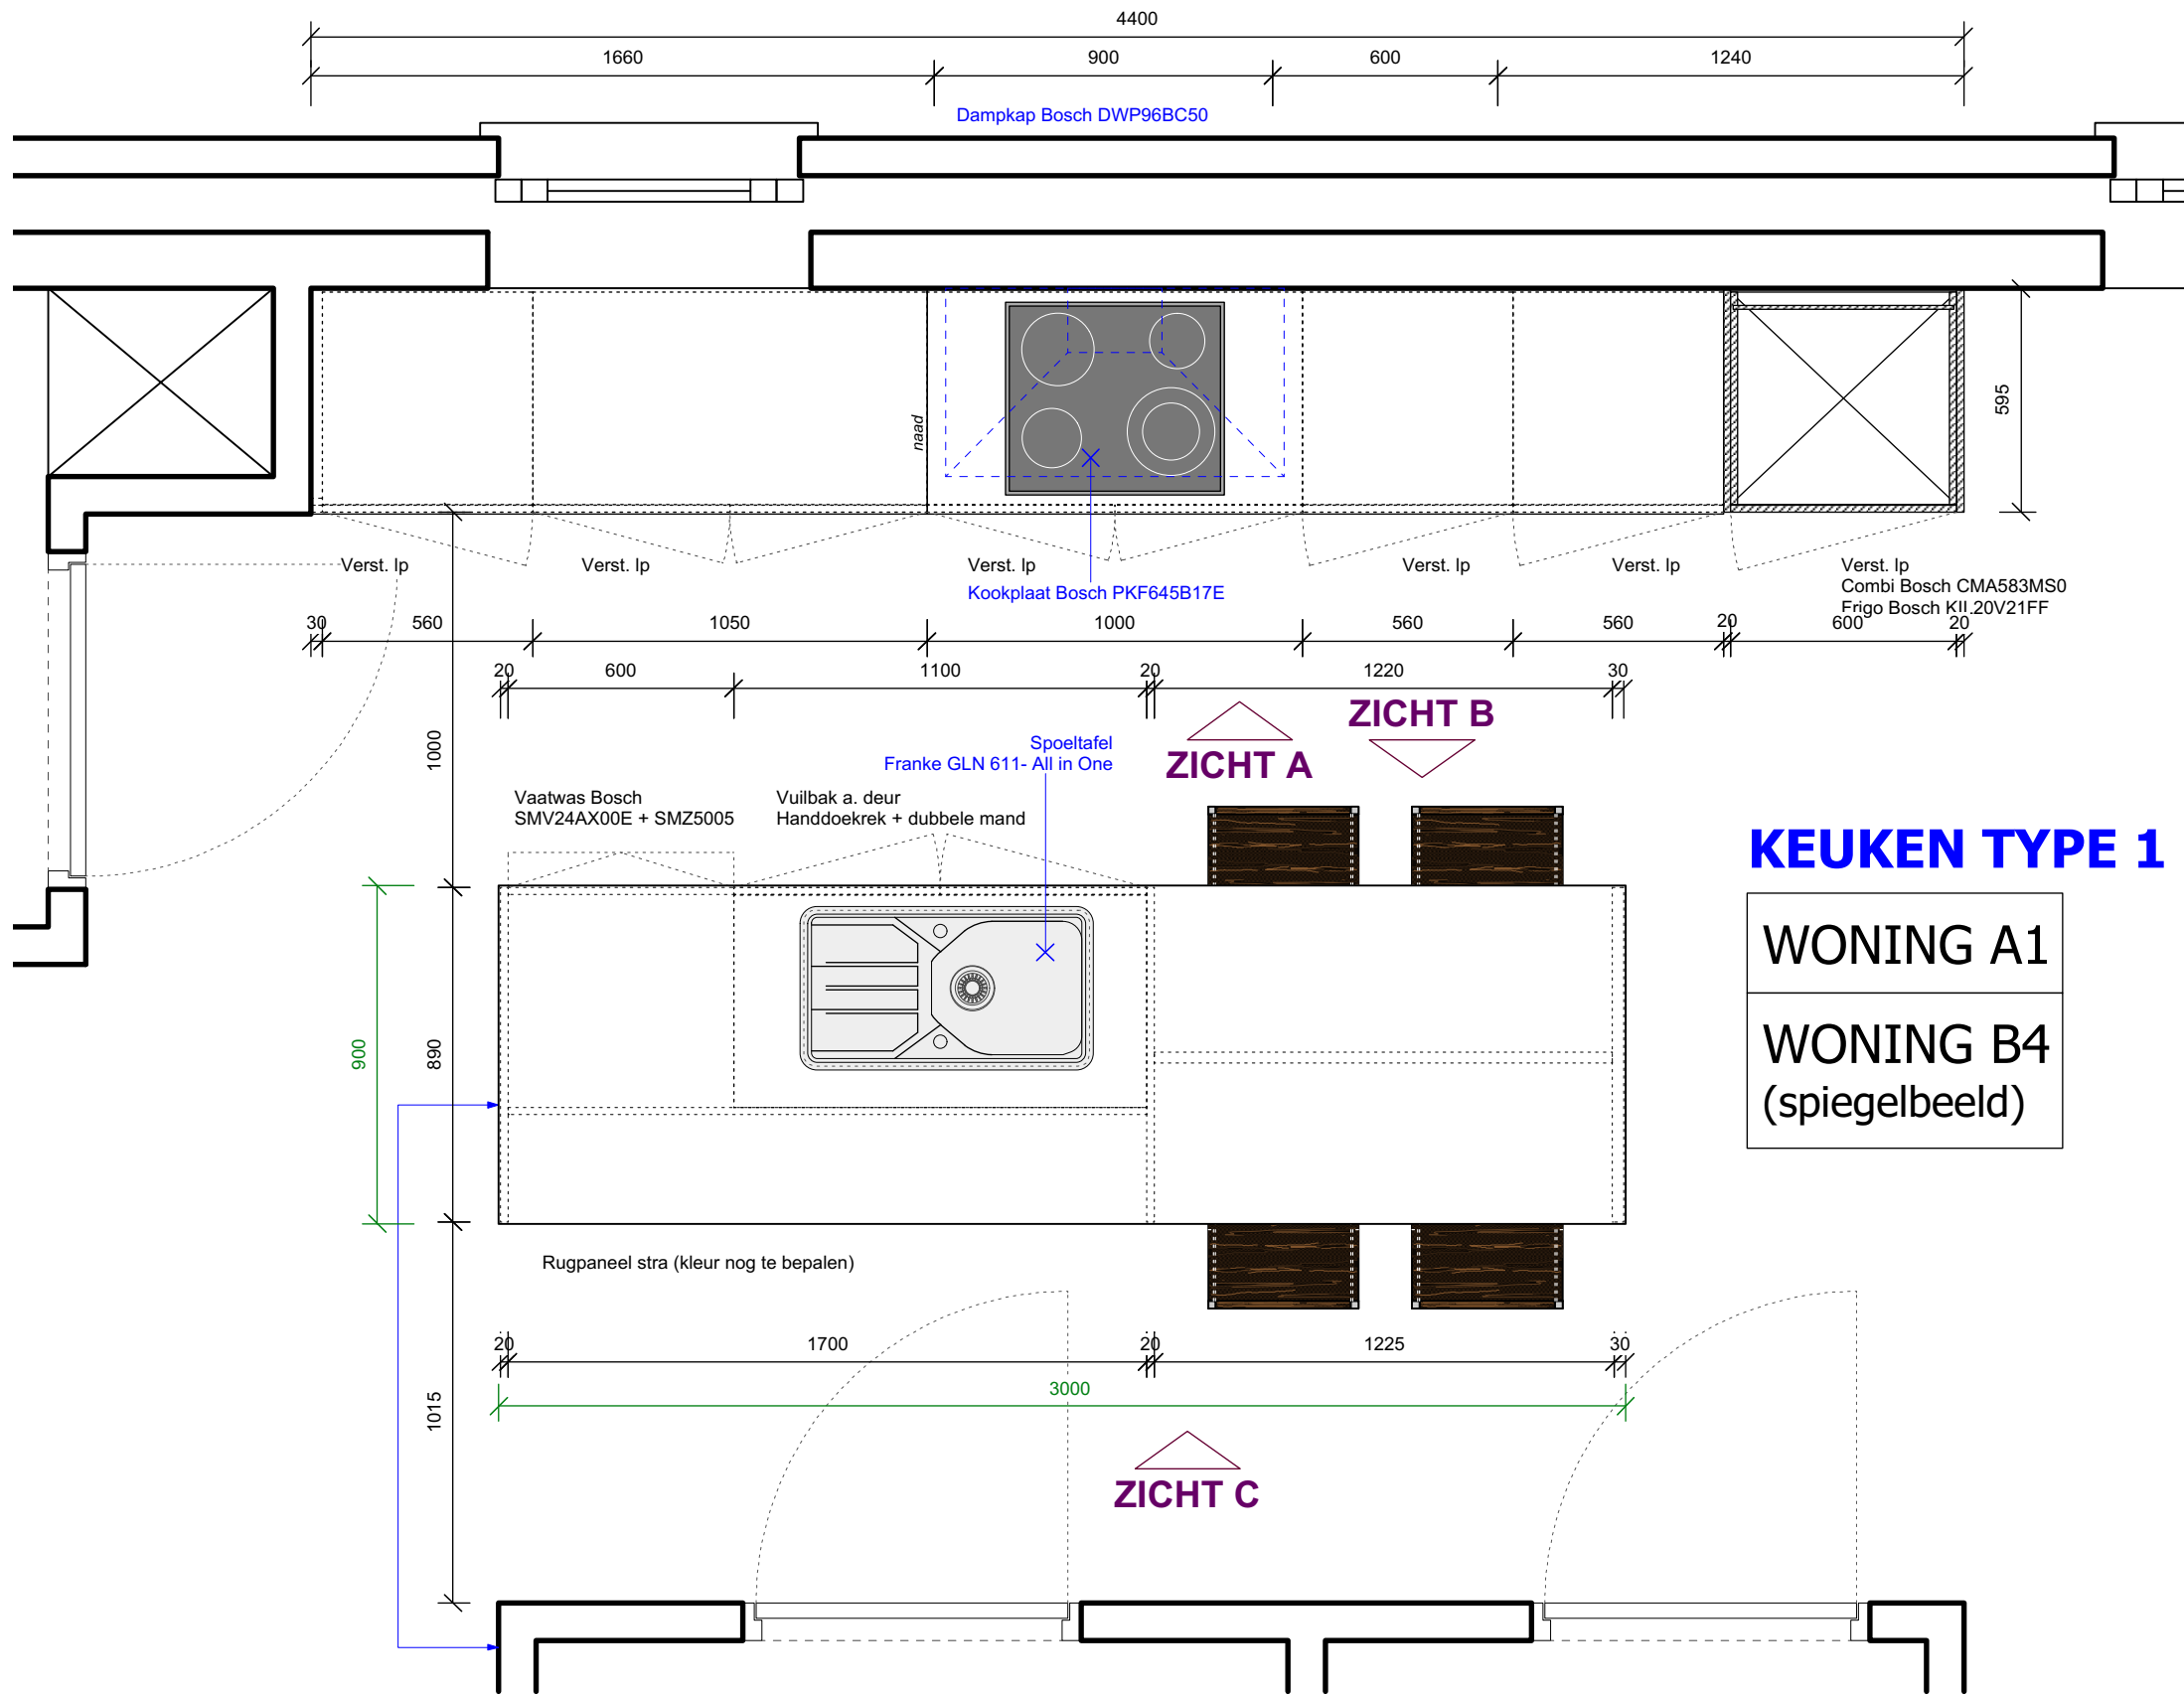 4400
1660 900 600 1240
Dampkap Bosch DWP96BC50
595
naad
Verst. lp Verst. lp Verst. lp Verst. lp Verst. lp Verst. lp
Kookplaat Bosch PKF645B17E
Combi Bosch CMA583MS0
Frigo Bosch KIL20V21FF
30 560 1050 1000 560 560 20 600 20
20 600 1100 20 1220 30
ZICHT A
ZICHT B
1000
Spoeltafel
Franke GLN 611- All in One
Vaatwas Bosch
SMV24AX00E + SMZ5005
Vuilbak a. deur
Handdoekrek + dubbele mand
KEUKEN TYPE 1
WONING A1
WONING B4
(spiegelbeeld)
900
890
Rugpaneel stra (kleur nog te bepalen)
20 1700 20 1225 30
3000
1015
ZICHT C